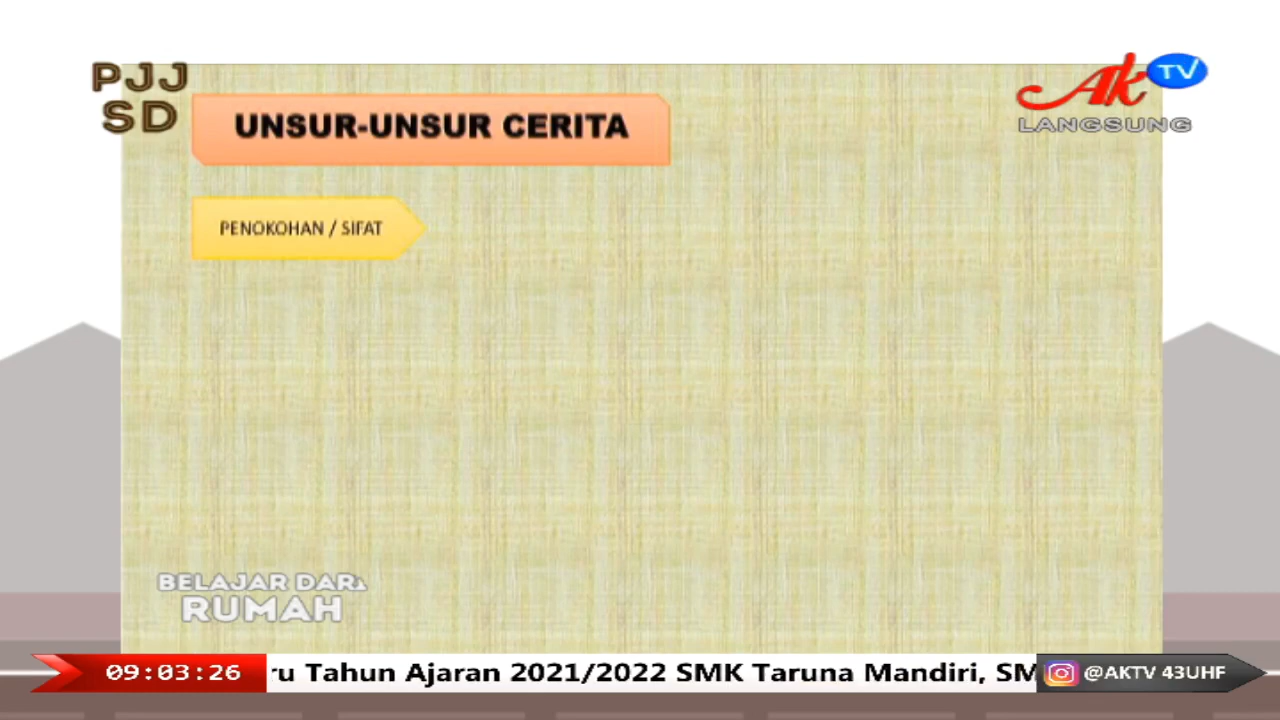 PJJ
SD
Ak TV
LANGSUNG
UNSUR-UNSUR CERITA
PENOKOHAN / SIFAT
BELAJAR DARI
RUMAH
09:03:26
ru Tahun Ajaran 2021/2022 SMK Taruna Mandiri, SM
@AKTV 43UHF